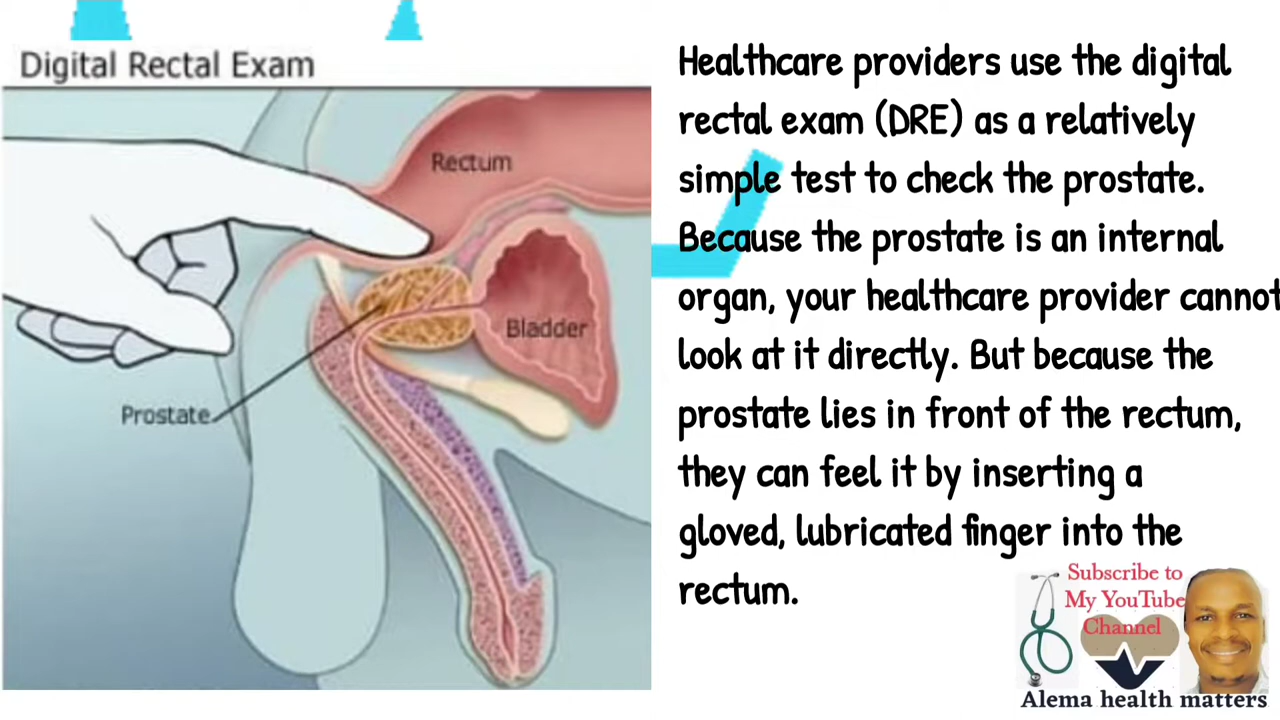 Digital Rectal Exam
Rectum
Bladder
Prostate
Healthcare providers use the digital
rectal exam (DRE) as a relatively
simple test to check the prostate.
Because the prostate is an internal
organ, your healthcare provider cannot
look at it directly. But because the
prostate lies in front of the rectum,
they can feel it by inserting a
gloved, lubricated finger into the
rectum.
Subscribe to
My YouTube
Channel
Alema health matters